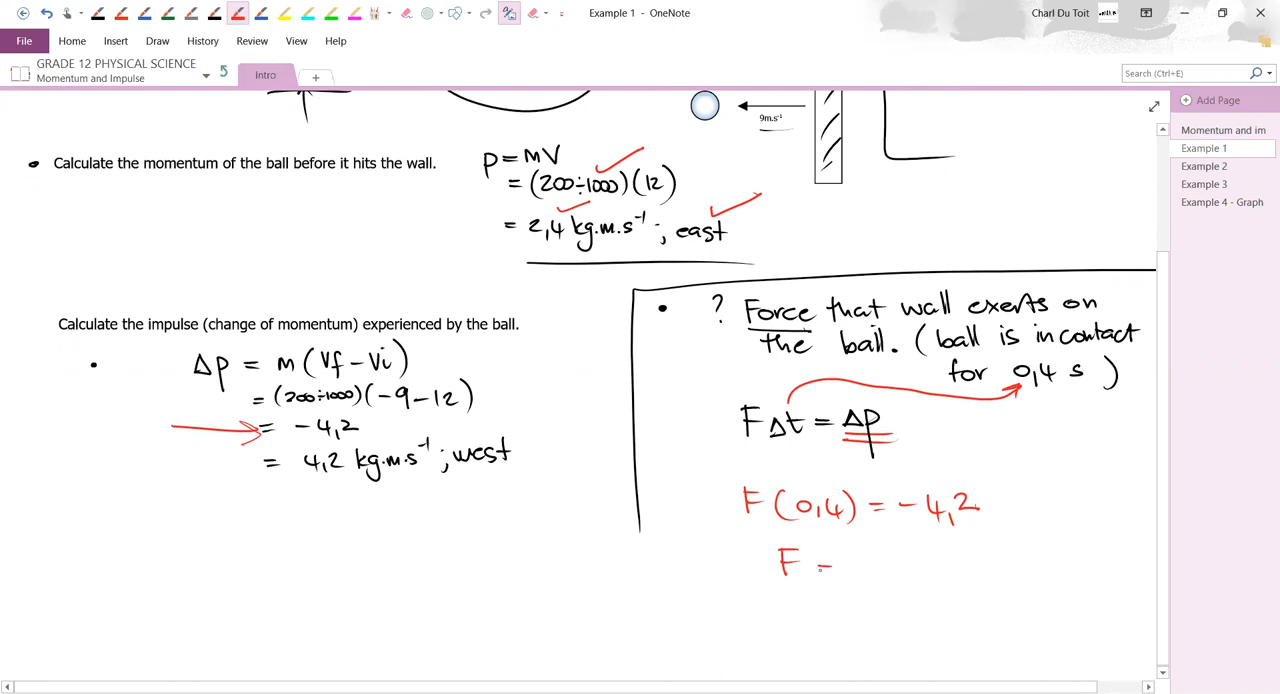 Example 1 - OneNote
Charl Du Toit
File Home Insert Draw History Review View Help
GRADE 12 PHYSICAL SCIENCE
Momentum and Impulse
Intro
+
Search (Ctrl+E)
Add Page
Momentum and im
Example 1
Example 2
Example 3
Example 4 - Graph
9m.s⁻¹
• Calculate the momentum of the ball before it hits the wall.
p = mv
= (200÷1000)(12)
= 2,4 kg.m.s⁻¹ ; east
Calculate the impulse (change of momentum) experienced by the ball.
• Δp = m(Vf - Vi)
= (200÷1000)(-9 - 12)
= -4,2
= 4,2 kg.m.s⁻¹ ; west
• ? Force that wall exerts on
the ball. (ball is in contact
for 0,4 s )
FΔt = Δp
F(0,4) = -4,2
F =